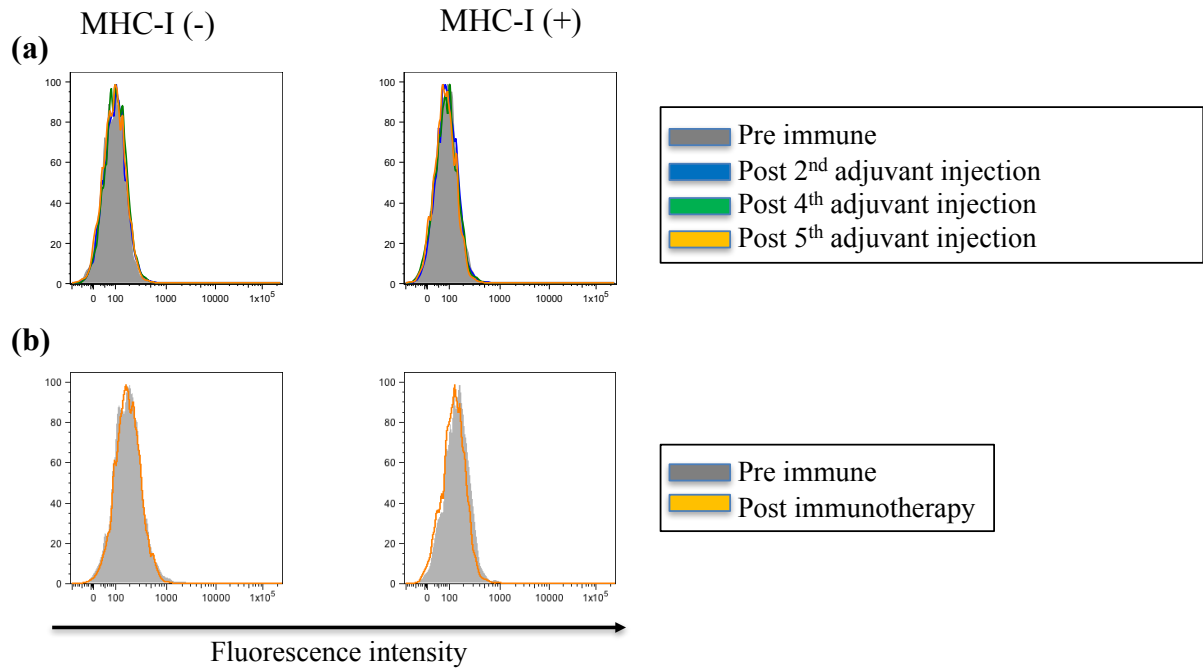 MHC-I (-) MHC-I (+)
(a)
100 80 60 40 20 0
0 100 1000 10000 1x10⁵
100 80 60 40 20 0
0 100 1000 10000 1x10⁵
Pre immune
Post 2nd adjuvant injection
Post 4th adjuvant injection
Post 5th adjuvant injection
(b)
100 80 60 40 20 0
0 100 1000 10000 1x10⁵
100 80 60 40 20 0
0 100 1000 10000 1x10⁵
Pre immune
Post immunotherapy
Fluorescence intensity